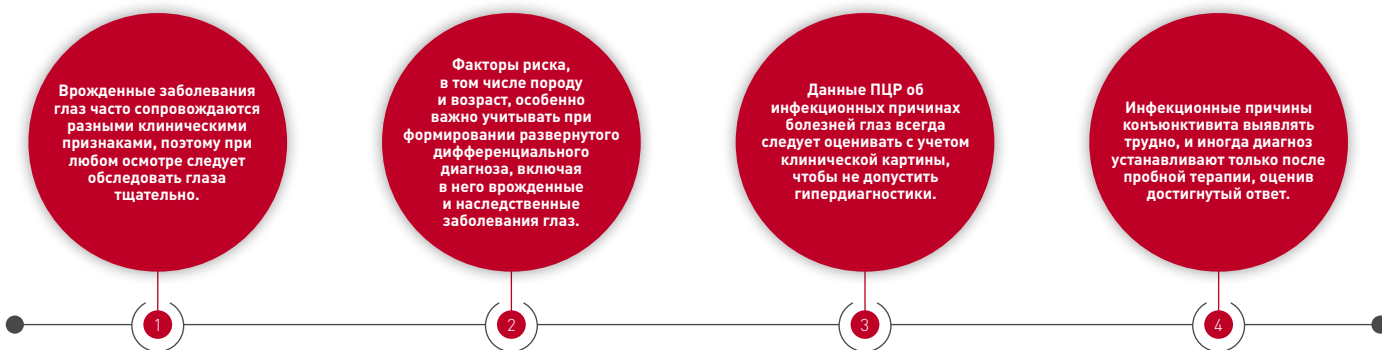 Врожденные заболевания
глаз часто сопровождаются
разными клиническими
признаками, поэтому при
любом осмотре следует
обследовать глаза
тщательно.
Факторы риска,
в том числе породу
и возраст, особенно
важно учитывать при
формировании развернутого
дифференциального
диагноза, включая
в него врожденные
и наследственные
заболевания глаз.
Данные ПЦР об
инфекционных причинах
болезней глаз всегда
следует оценивать с учетом
клинической картины,
чтобы не допустить
гипердиагностики.
Инфекционные причины
конъюнктивита выявлять
трудно, и иногда диагноз
устанавливают только после
пробной терапии, оценив
достигнутый ответ.
1
2
3
4